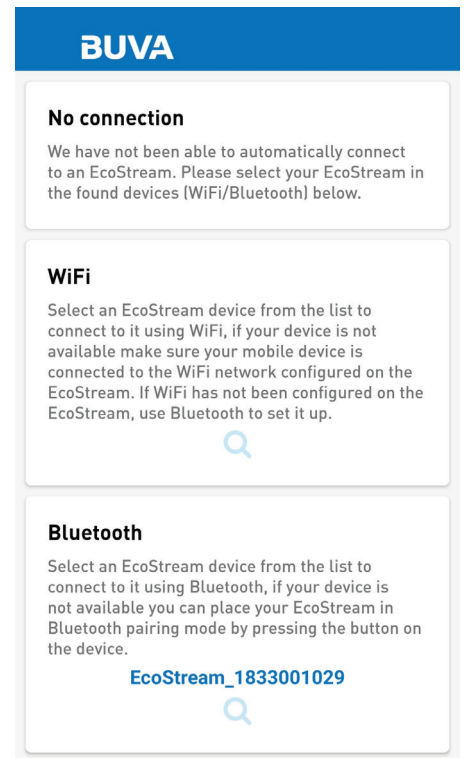 BUVA
No connection
We have not been able to automatically connect
to an EcoStream. Please select your EcoStream in
the found devices (WiFi/Bluetooth) below.
WiFi
Select an EcoStream device from the list to
connect to it using WiFi, if your device is not
available make sure your mobile device is
connected to the WiFi network configured on the
EcoStream. If WiFi has not been configured on the
EcoStream, use Bluetooth to set it up.
Bluetooth
Select an EcoStream device from the list to
connect to it using Bluetooth, if your device is
not available you can place your EcoStream in
Bluetooth pairing mode by pressing the button on
the device.
EcoStream_1833001029